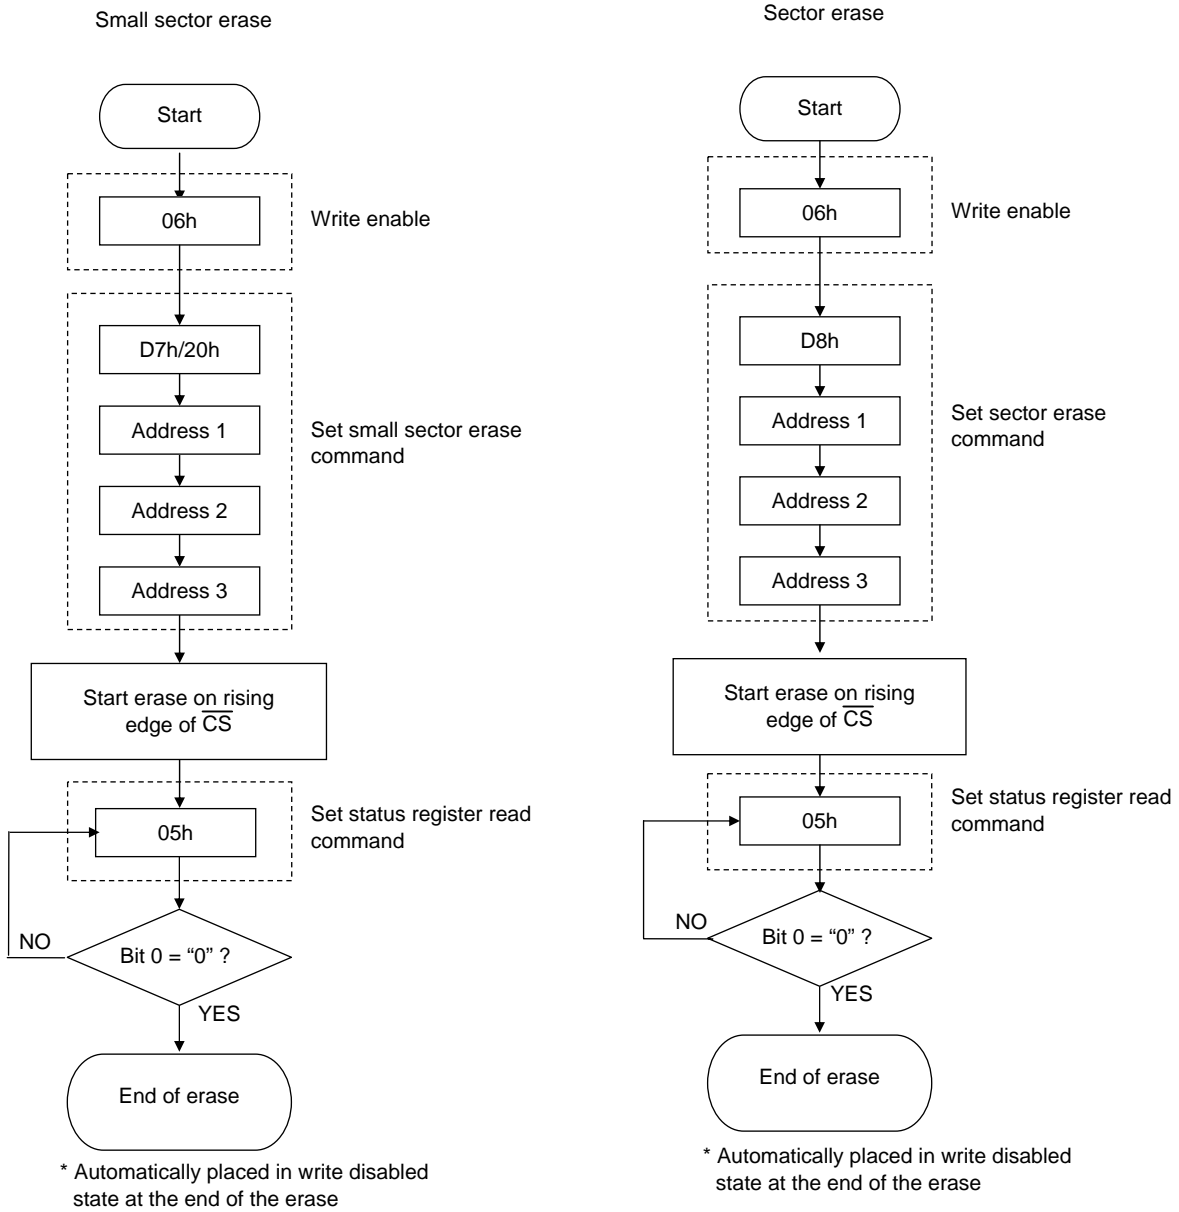 Small sector erase
Start
06h
Write enable
D7h/20h
Address 1
Set small sector erase
command
Address 2
Address 3
Start erase on rising
edge of CS
Set status register read
command
05h
NO
Bit 0 = “0” ?
YES
End of erase
* Automatically placed in write disabled
state at the end of the erase
Sector erase
Start
06h
Write enable
D8h
Address 1
Set sector erase
command
Address 2
Address 3
Start erase on rising
edge of CS
Set status register read
command
05h
NO
Bit 0 = “0” ?
YES
End of erase
* Automatically placed in write disabled
state at the end of the erase